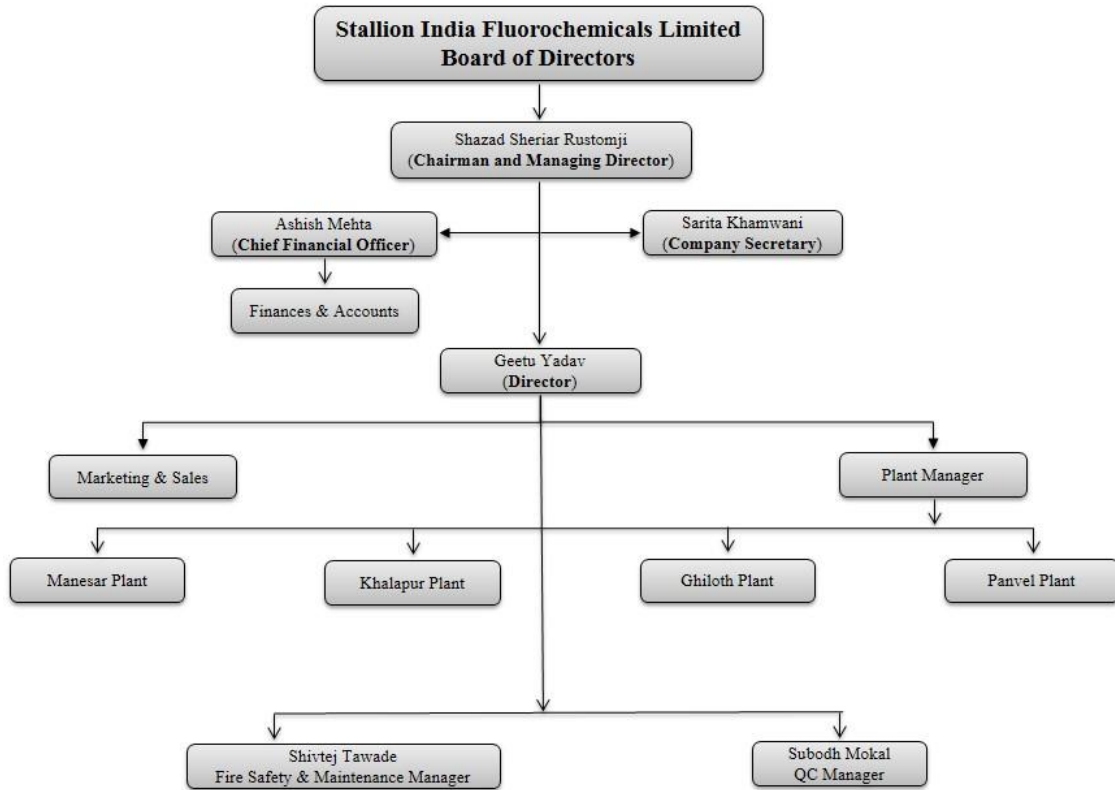 Stallion India Fluorochemicals Limited
Board of Directors
Shazad Sheriar Rustomji
(Chairman and Managing Director)
Ashish Mehta
(Chief Financial Officer)
Sarita Khamwani
(Company Secretary)
Finances & Accounts
Geetu Yadav
(Director)
Marketing & Sales
Plant Manager
Manesar Plant
Khalapur Plant
Ghiloth Plant
Panvel Plant
Shivtej Tawade
Fire Safety & Maintenance Manager
Subodh Mokal
QC Manager